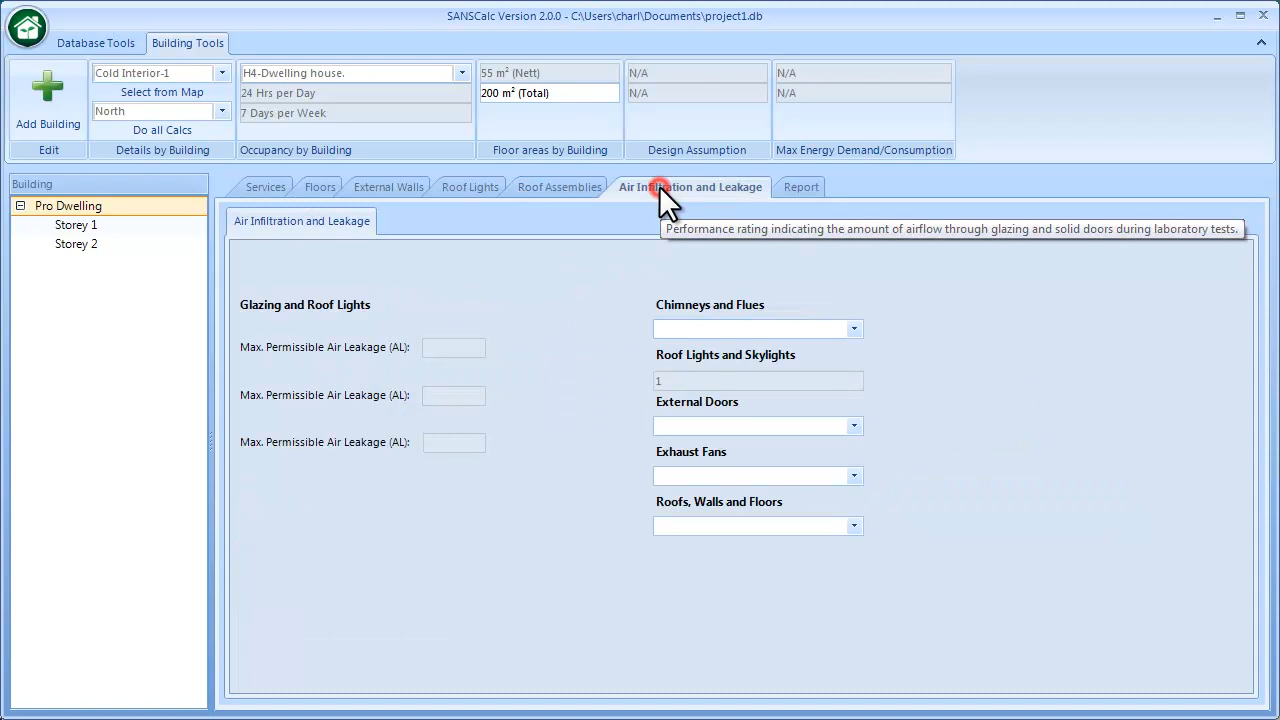 SANSCalc Version 2.0.0 - C:\Users\charl\Documents\project1.db
Database Tools
Building Tools
Add Building
Edit
Cold Interior-1
Select from Map
North
Do all Calcs
Details by Building
H4-Dwelling house.
24 Hrs per Day
7 Days per Week
Occupancy by Building
55 m² (Nett)
200 m² (Total)
Floor areas by Building
N/A
N/A
Design Assumption
N/A
N/A
Max Energy Demand/Consumption
Building
Pro Dwelling
Storey 1
Storey 2
Services
Floors
External Walls
Roof Lights
Roof Assemblies
Air Infiltration and Leakage
Report
Air Infiltration and Leakage
Performance rating indicating the amount of airflow through glazing and solid doors during laboratory tests.
Glazing and Roof Lights
Max. Permissible Air Leakage (AL):
Max. Permissible Air Leakage (AL):
Max. Permissible Air Leakage (AL):
Chimneys and Flues
Roof Lights and Skylights
1
External Doors
Exhaust Fans
Roofs, Walls and Floors